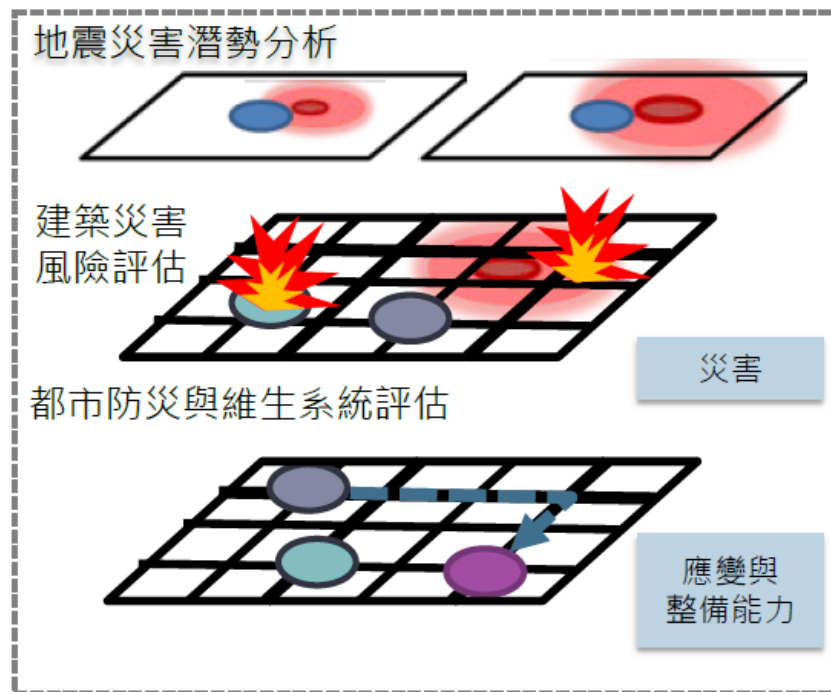 地震災害潛勢分析
建築災害
風險評估
災害
都市防災與維生系統評估
應變與
整備能力